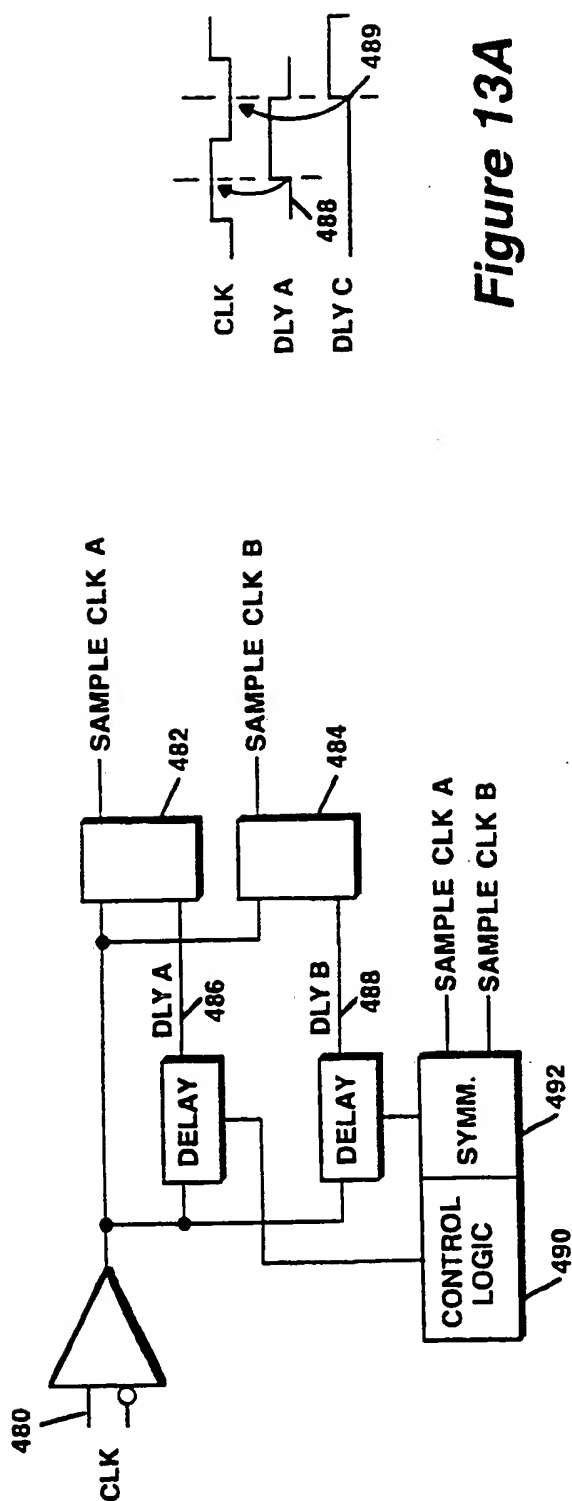 480
CLK
SAMPLE CLK A
482
SAMPLE CLK B
484
DLY A
486
DELAY
DLY B
488
DELAY
CONTROL
LOGIC
SYMM.
490
492
SAMPLE CLK A
SAMPLE CLK B
CLK
DLY A
DLY C
488
489
Figure 13A